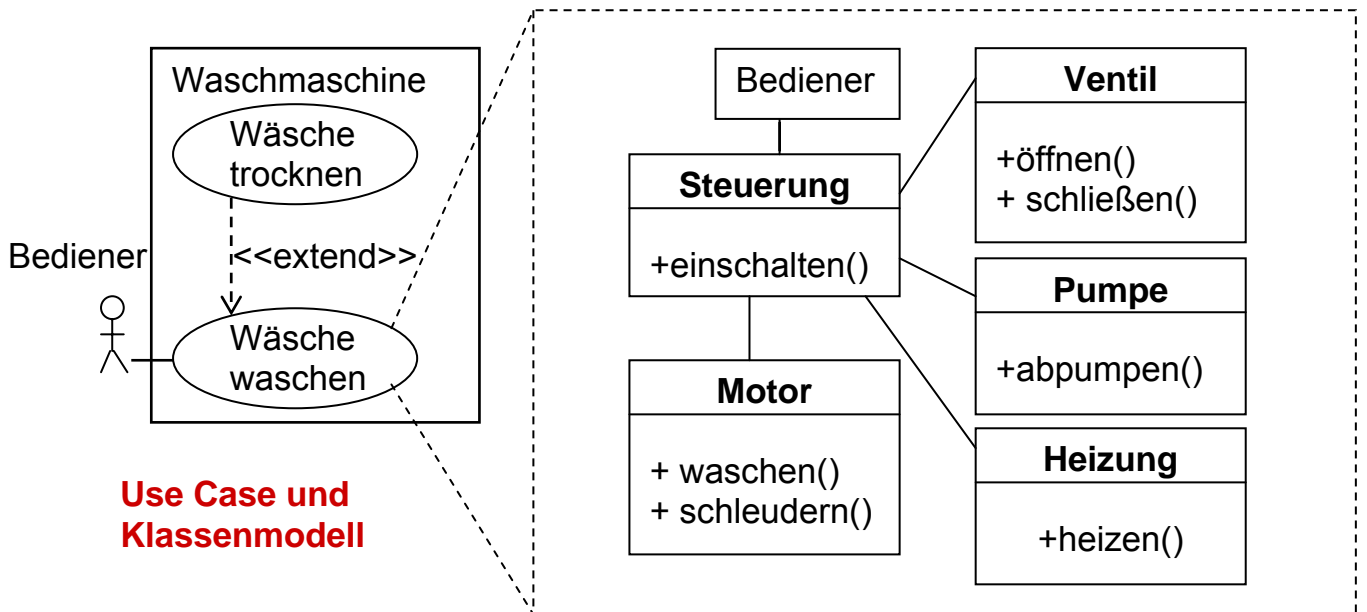 Waschmaschine
Wäsche
trocknen
Bediener
<<extend>>
Wäsche
waschen
Use Case und
Klassenmodell
Bediener
Steuerung
+einschalten()
Motor
+ waschen()
+ schleudern()
Ventil
+öffnen()
+ schließen()
Pumpe
+abpumpen()
Heizung
+heizen()